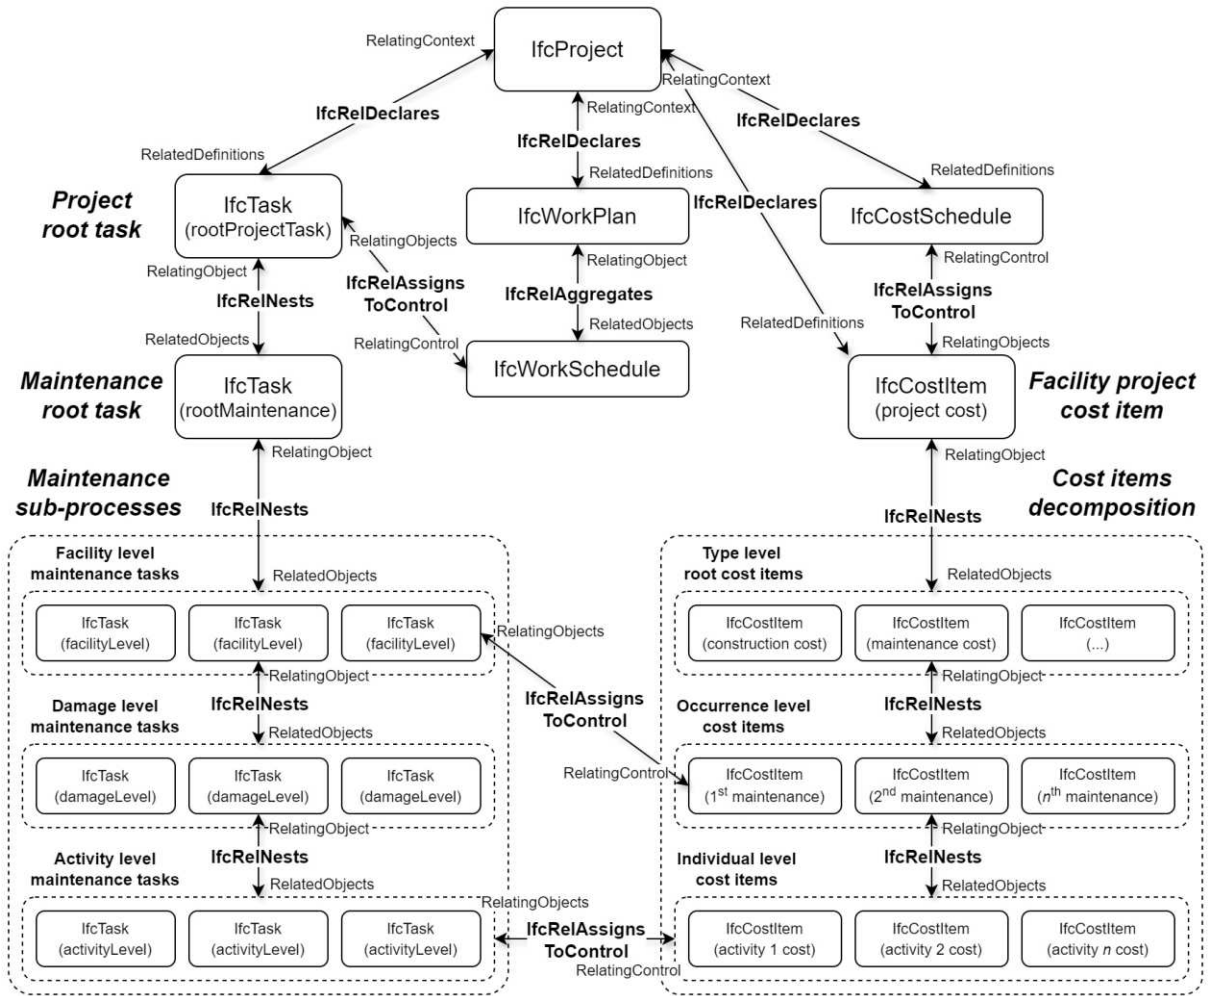 IfcProject
RelatingContext
RelatingContext
RelatingContext
IfcRelDeclares
IfcRelDeclares
IfcRelDeclares
RelatedDefinitions
RelatedDefinitions
RelatedDefinitions
Project
root task
IfcTask
(rootProjectTask)
IfcWorkPlan
IfcRelDeclares
IfcCostSchedule
RelatingObject
RelatingObjects
RelatingObject
RelatingControl
IfcRelNests
IfcRelAssigns
ToControl
IfcRelAggregates
IfcRelAssigns
ToControl
RelatedObjects
RelatingControl
RelatedObjects
RelatedDefinitions
RelatingObjects
Maintenance
root task
IfcTask
(rootMaintenance)
IfcWorkSchedule
IfcCostItem
(project cost)
Facility project
cost item
RelatingObject
RelatingObject
Maintenance
sub-processes
IfcRelNests
IfcRelNests
Cost items
decomposition
Facility level
maintenance tasks
RelatedObjects
Type level
root cost items
RelatedObjects
IfcTask
(facilityLevel)
IfcTask
(facilityLevel)
IfcTask
(facilityLevel)
RelatingObjects
IfcCostItem
(construction cost)
IfcCostItem
(maintenance cost)
IfcCostItem
(...)
RelatingObject
RelatingObject
Damage level
maintenance tasks
IfcRelNests
RelatedObjects
IfcRelAssigns
ToControl
Occurrence level
cost items
IfcRelNests
RelatedObjects
RelatingControl
IfcTask
(damageLevel)
IfcTask
(damageLevel)
IfcTask
(damageLevel)
IfcCostItem
(1st maintenance)
IfcCostItem
(2nd maintenance)
IfcCostItem
(nth maintenance)
RelatingObject
RelatingObject
Activity level
maintenance tasks
IfcRelNests
RelatedObjects
Individual level
cost items
IfcRelNests
RelatedObjects
IfcTask
(activityLevel)
IfcTask
(activityLevel)
IfcTask
(activityLevel)
RelatingObjects
IfcRelAssigns
ToControl
RelatingControl
IfcCostItem
(activity 1 cost)
IfcCostItem
(activity 2 cost)
IfcCostItem
(activity n cost)